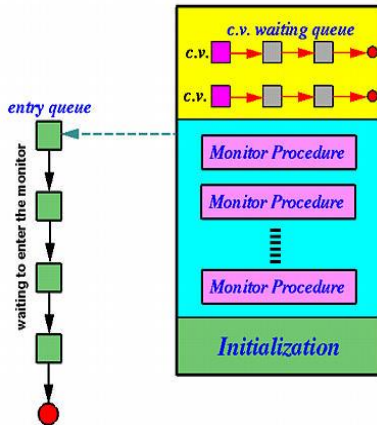 c.v. waiting queue
c.v.
c.v.
entry queue
waiting to enter the monitor
Monitor Procedure
Monitor Procedure
Monitor Procedure
Initialization